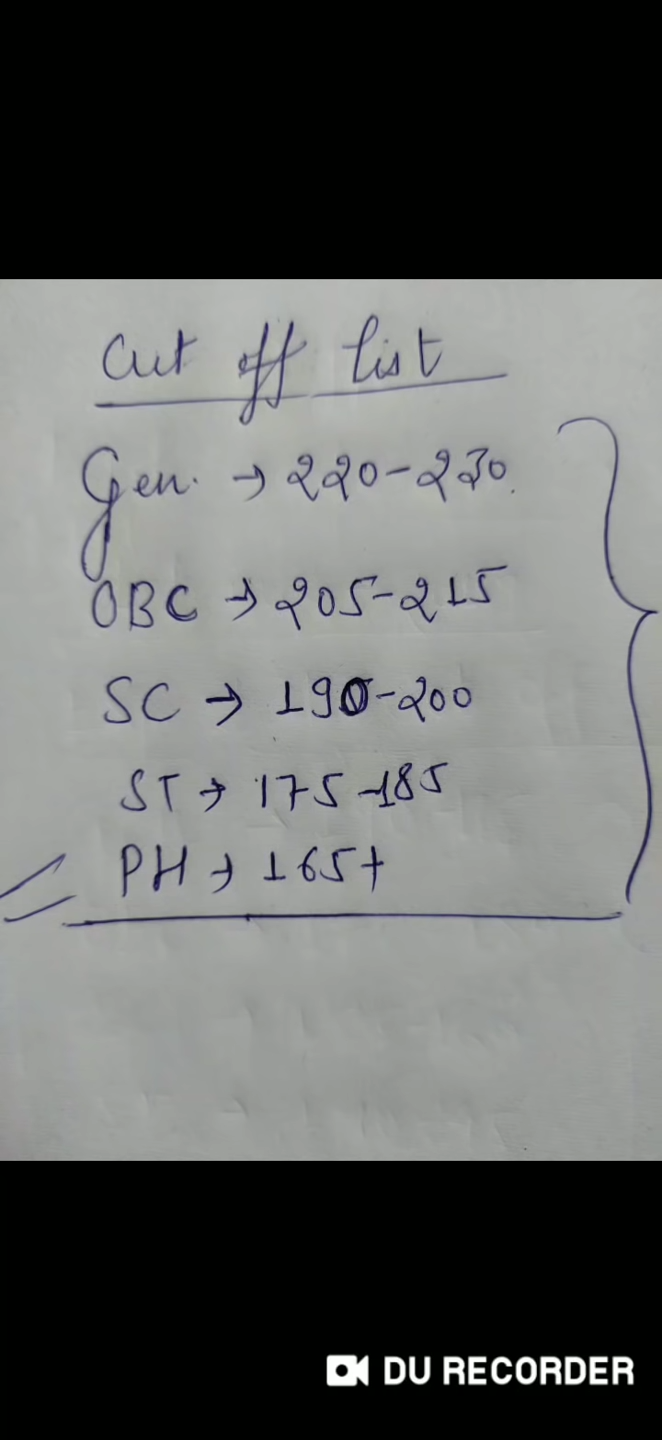 Cut off list
Gen. → 220-230
OBC → 205-215
SC → 190-200
ST → 175-185
PH → 165+
DU RECORDER